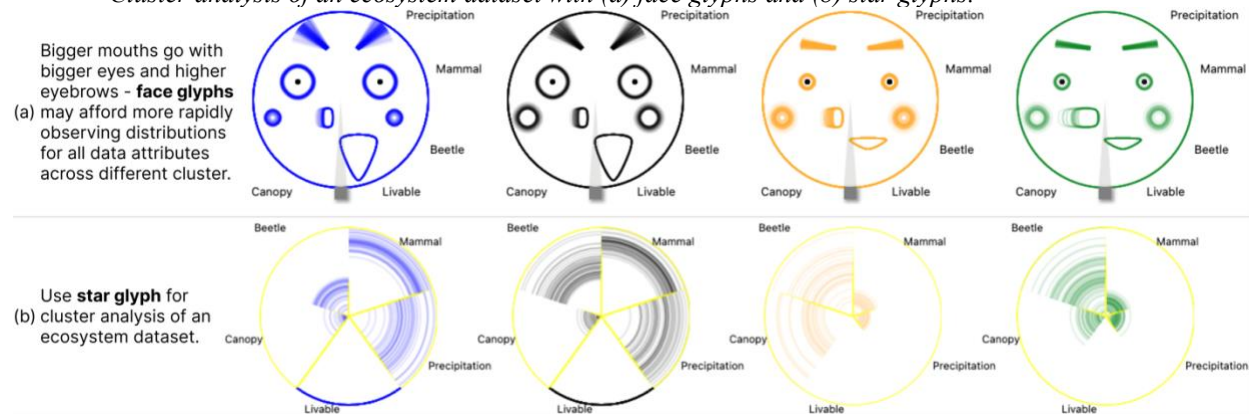 Cluster analysis of an ecosystem dataset with (a) face glyphs and (b) star glyphs.
Bigger mouths go with
bigger eyes and higher
eyebrows - face glyphs
(a) may afford more rapidly
observing distributions
for all data attributes
across different cluster.
Precipitation
Mammal
Beetle
Canopy
Livable
Precipitation
Mammal
Beetle
Canopy
Livable
Precipitation
Mammal
Beetle
Canopy
Livable
Precipitation
Mammal
Beetle
Canopy
Livable
Use star glyph for
(b) cluster analysis of an
ecosystem dataset.
Beetle
Mammal
Canopy
Precipitation
Livable
Beetle
Mammal
Canopy
Precipitation
Livable
Beetle
Mammal
Canopy
Precipitation
Livable
Beetle
Mammal
Canopy
Precipitation
Livable